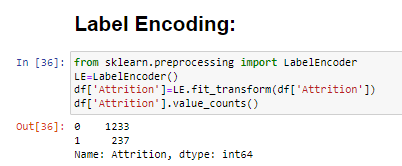 Label Encoding:
In [36]: from sklearn.preprocessing import LabelEncoder
LE=LabelEncoder()
df['Attrition']=LE.fit_transform(df['Attrition'])
df['Attrition'].value_counts()
Out[36]: 0    1233
1     237
Name: Attrition, dtype: int64